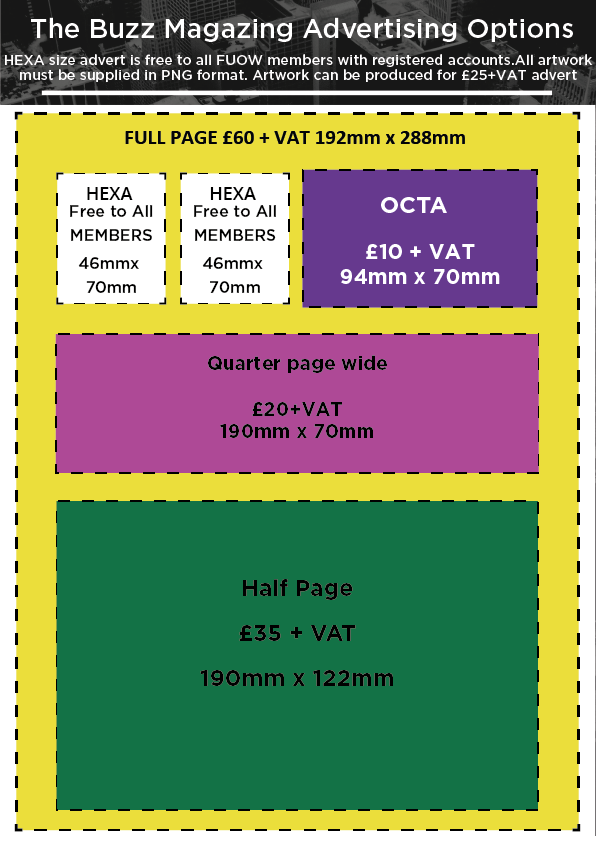 The Buzz Magazing Advertising Options
HEXA size advert is free to all FUOW members with registered accounts.All artwork
must be supplied in PNG format. Artwork can be produced for £25+VAT advert
FULL PAGE £60 + VAT 192mm x 288mm
HEXA
Free to All
MEMBERS
46mmx
70mm
HEXA
Free to All
MEMBERS
46mmx
70mm
OCTA
£10 + VAT
94mm x 70mm
Quarter page wide
£20+VAT
190mm x 70mm
Half Page
£35 + VAT
190mm x 122mm